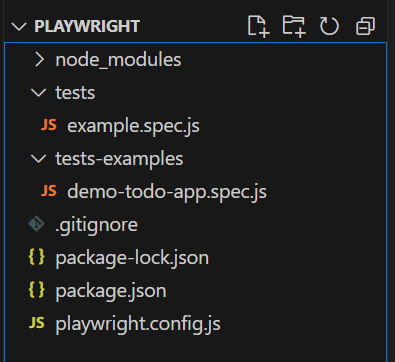 PLAYWRIGHT
node_modules
tests
JS example.spec.js
tests-examples
JS demo-todo-app.spec.js
.gitignore
{} package-lock.json
{} package.json
JS playwright.config.js